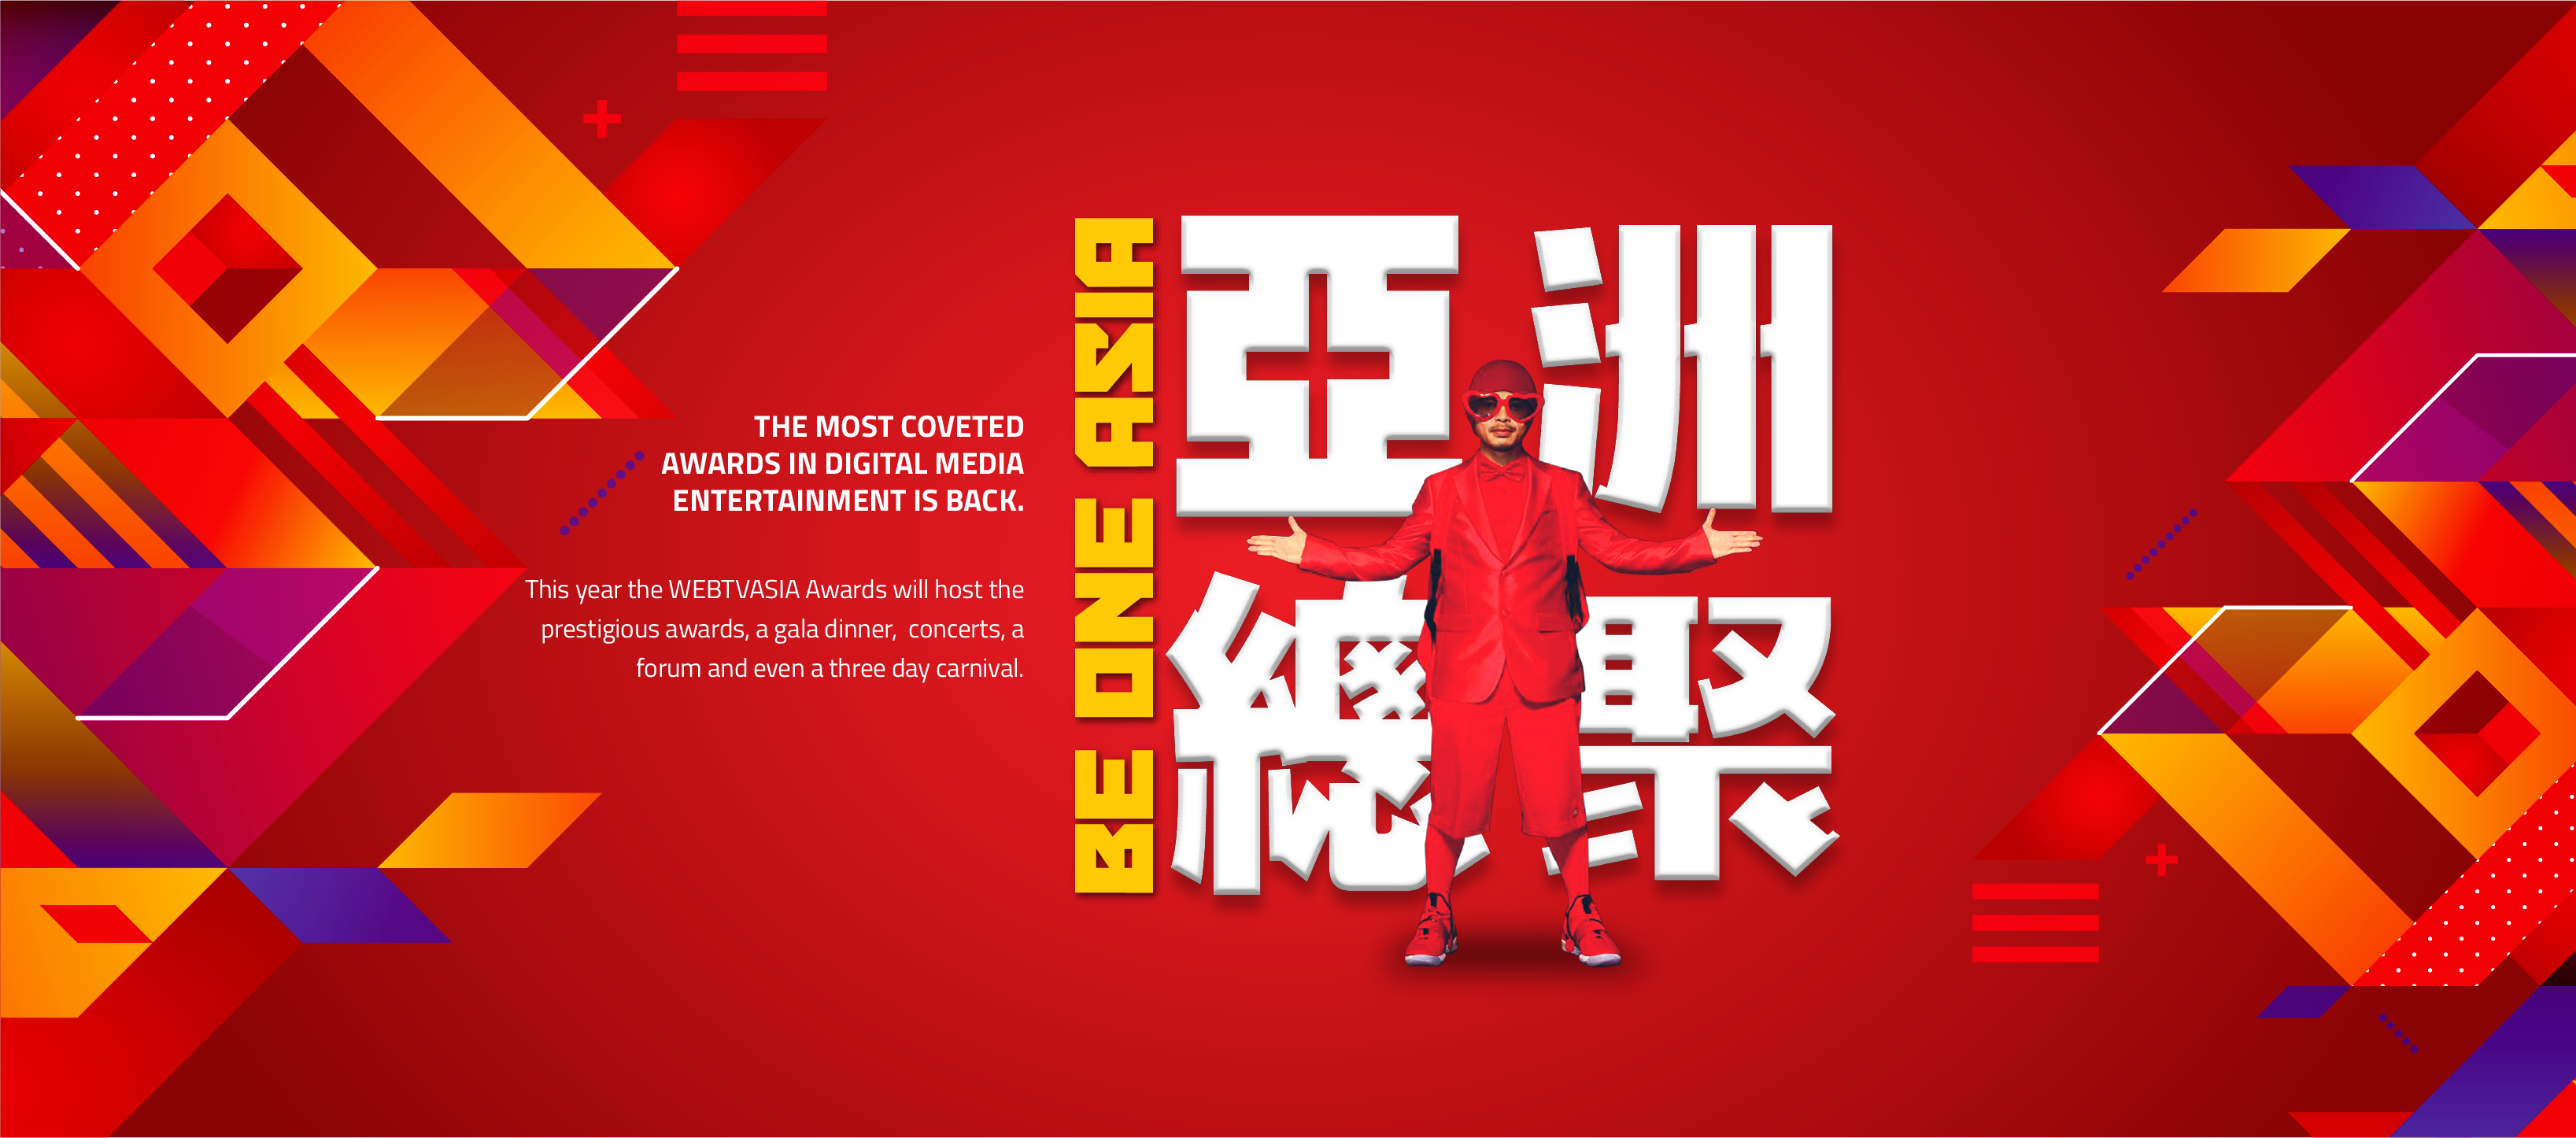 THE MOST COVETED
AWARDS IN DIGITAL MEDIA
ENTERTAINMENT IS BACK.
This year the WEBTVASIA Awards will host the
prestigious awards, a gala dinner,  concerts, a
forum and even a three day carnival.
BE ONE ASIA
亞洲
總聚